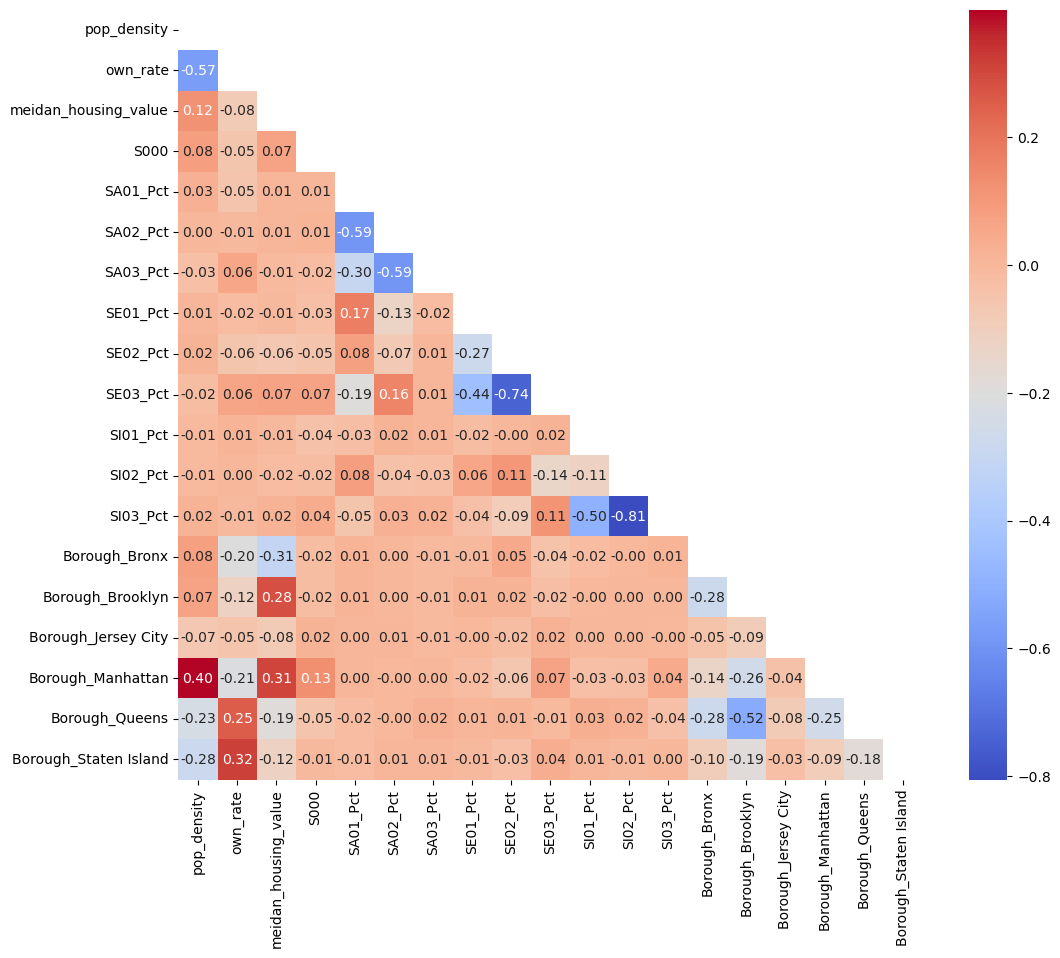 pop_density
own_rate -0.57
meidan_housing_value 0.12 -0.08
S000 0.08 -0.05 0.07
SA01_Pct 0.03 -0.05 0.01 0.01
SA02_Pct 0.00 -0.01 0.01 0.01 -0.59
SA03_Pct -0.03 0.06 -0.01 -0.02 -0.30 -0.59
SE01_Pct 0.01 -0.02 -0.01 -0.03 0.17 -0.13 -0.02
SE02_Pct 0.02 -0.06 -0.06 -0.05 0.08 -0.07 0.01 -0.27
SE03_Pct -0.02 0.06 0.07 0.07 -0.19 0.16 0.01 -0.44 -0.74
SI01_Pct -0.01 0.01 -0.01 -0.04 -0.03 0.02 0.01 -0.02 -0.00 0.02
SI02_Pct -0.01 0.00 -0.02 -0.02 0.08 -0.04 -0.03 0.06 0.11 -0.14 -0.11
SI03_Pct 0.02 -0.01 0.02 0.04 -0.05 0.03 0.02 -0.04 -0.09 0.11 -0.50 -0.81
Borough_Bronx 0.08 -0.20 -0.31 -0.02 0.01 0.00 -0.01 -0.01 0.05 -0.04 -0.02 -0.00 0.01
Borough_Brooklyn 0.07 -0.12 0.28 -0.02 0.01 0.00 -0.01 0.01 0.02 -0.02 -0.00 0.00 0.00 -0.28
Borough_Jersey City -0.07 -0.05 -0.08 0.02 0.00 0.01 -0.01 -0.00 -0.02 0.02 0.00 0.00 -0.00 -0.05 -0.09
Borough_Manhattan 0.40 -0.21 0.31 0.13 0.00 -0.00 -0.00 -0.02 -0.06 0.07 -0.03 -0.03 0.04 -0.14 -0.26 -0.04
Borough_Queens -0.23 0.25 -0.19 -0.05 -0.02 -0.00 0.02 0.01 0.01 -0.01 0.03 0.02 -0.04 -0.28 -0.52 -0.08 -0.25
Borough_Staten Island -0.28 0.32 -0.12 -0.01 -0.01 0.01 0.01 -0.01 -0.03 0.04 0.01 -0.01 0.00 -0.10 -0.19 -0.03 -0.09 -0.18
pop_density
own_rate
meidan_housing_value
S000
SA01_Pct
SA02_Pct
SA03_Pct
SE01_Pct
SE02_Pct
SE03_Pct
SI01_Pct
SI02_Pct
SI03_Pct
Borough_Bronx
Borough_Brooklyn
Borough_Jersey City
Borough_Manhattan
Borough_Queens
Borough_Staten Island
0.2
0.0
−0.2
−0.4
−0.6
−0.8